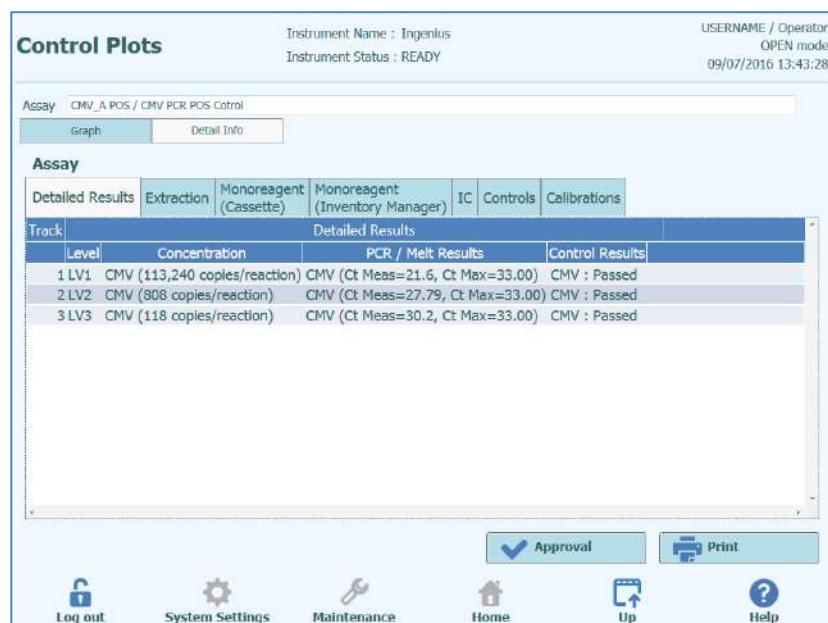 Control Plots
Instrument Name : Ingenius
Instrument Status : READY
USERNAME / Operator
OPEN mode
09/07/2016 13:43:28
Assay CMV_A POS / CMV PCR POS Cotrol
Graph Detail Info
Assay
Detailed Results Extraction Monoreagent (Cassette) Monoreagent (Inventory Manager) IC Controls Calibrations
Track Detailed Results
Level Concentration PCR / Melt Results Control Results
1 LV1 CMV (113,240 copies/reaction) CMV (Ct Meas=21.6, Ct Max=33.00) CMV : Passed
2 LV2 CMV (808 copies/reaction) CMV (Ct Meas=27.79, Ct Max=33.00) CMV : Passed
3 LV3 CMV (118 copies/reaction) CMV (Ct Meas=30.2, Ct Max=33.00) CMV : Passed
Approval Print
Log out System Settings Maintenance Home Up Help